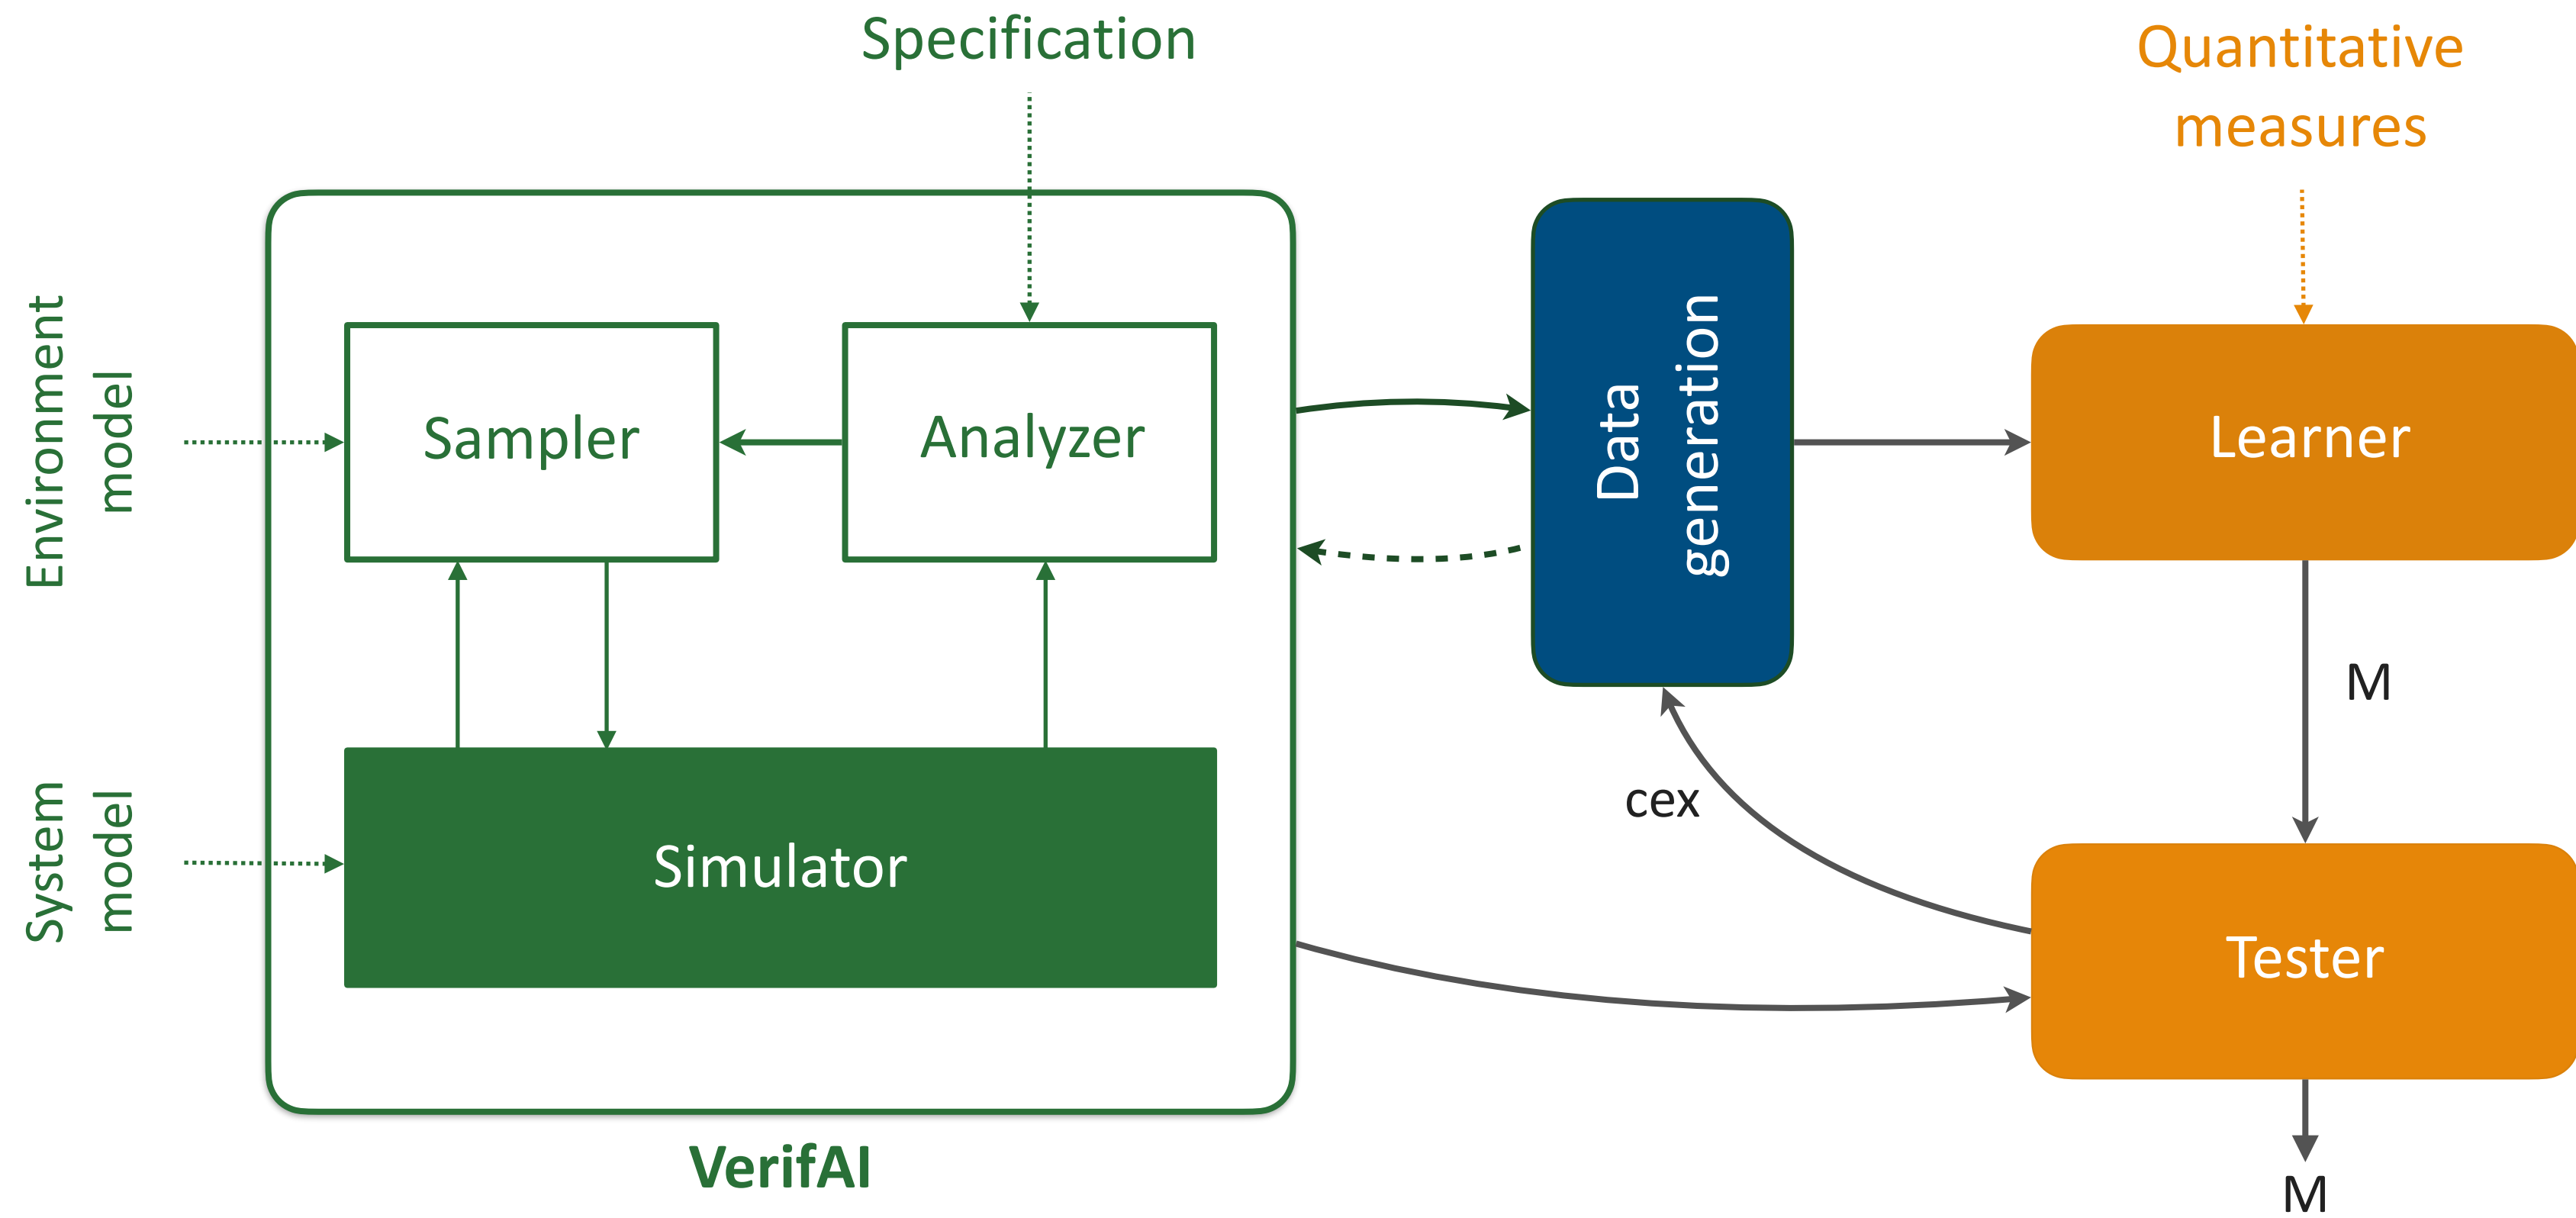 Specification
Quantitative
measures
Environment
model
Sampler
Analyzer
Data
generation
Learner
M
System
model
Simulator
cex
Tester
VerifAI
M